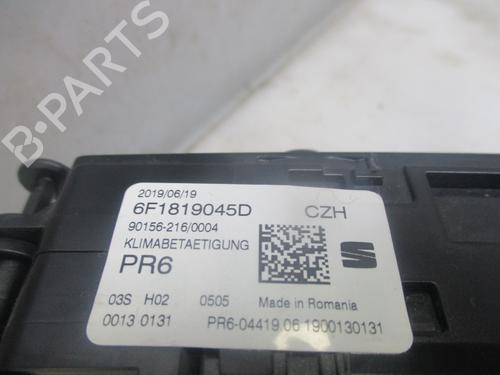 B-PARTS
2019/06/19
6F1819045D CZH
90156-216/0004
KLIMABETAETIGUNG
PR6
03S H02 0505 Made in Romania
0013 0131 PR6-04419 06 1900130131